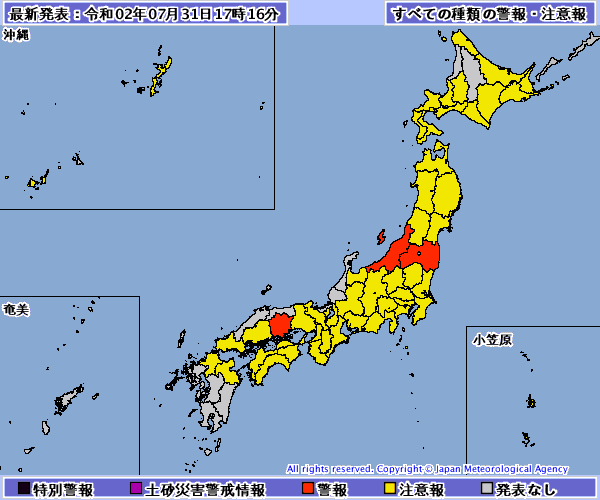 最新発表：令和02年07月31日17時16分
すべての種類の警報・注意報
沖縄
奄美
小笠原
All rights reserved. Copyright © Japan Meteorological Agency
特別警報 土砂災害警戒情報 警報 注意報 発表なし